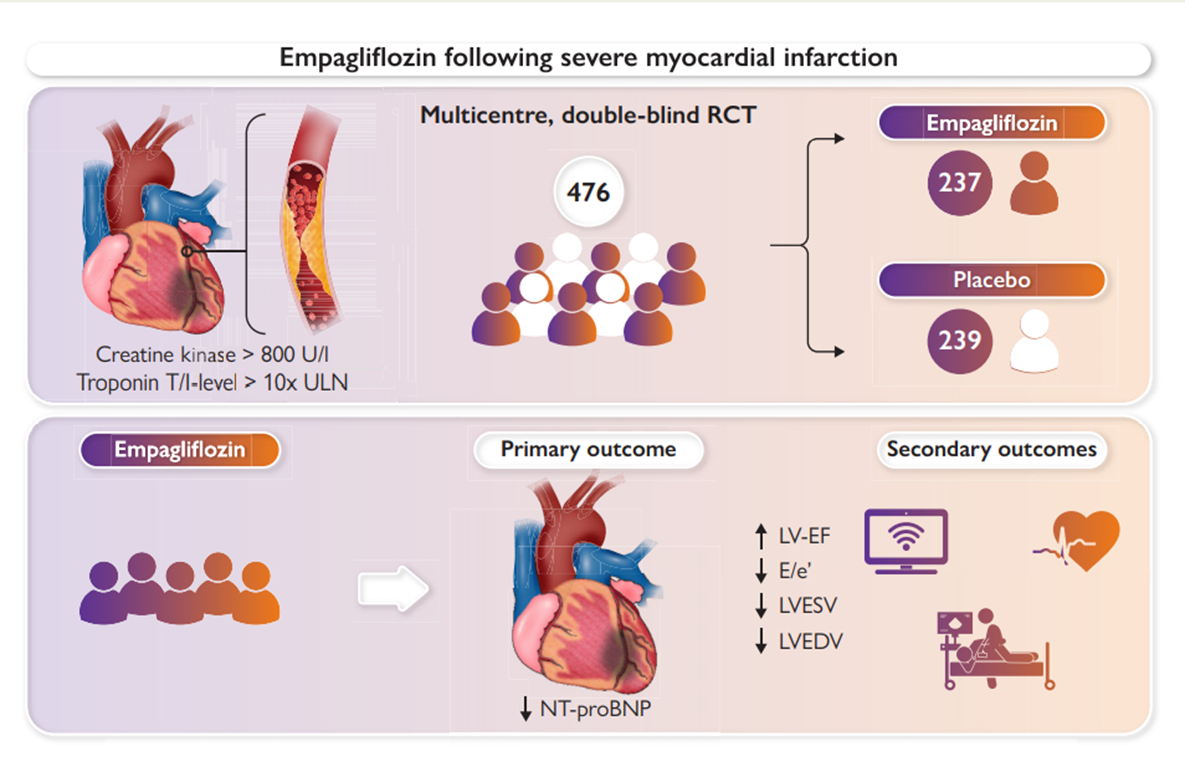 Empagliflozin following severe myocardial infarction
Multicentre, double-blind RCT
476
Creatine kinase > 800 U/l
Troponin T/I-level > 10x ULN
Empagliflozin
237
Placebo
239
Empagliflozin
Primary outcome
↓ NT-proBNP
Secondary outcomes
↑ LV-EF
↓ E/e’
↓ LVESV
↓ LVEDV